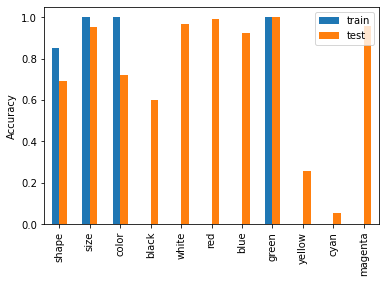 1.0
0.8
0.6
0.4
0.2
0.0
Accuracy
train
test
shape
size
color
black
white
red
blue
green
yellow
cyan
magenta